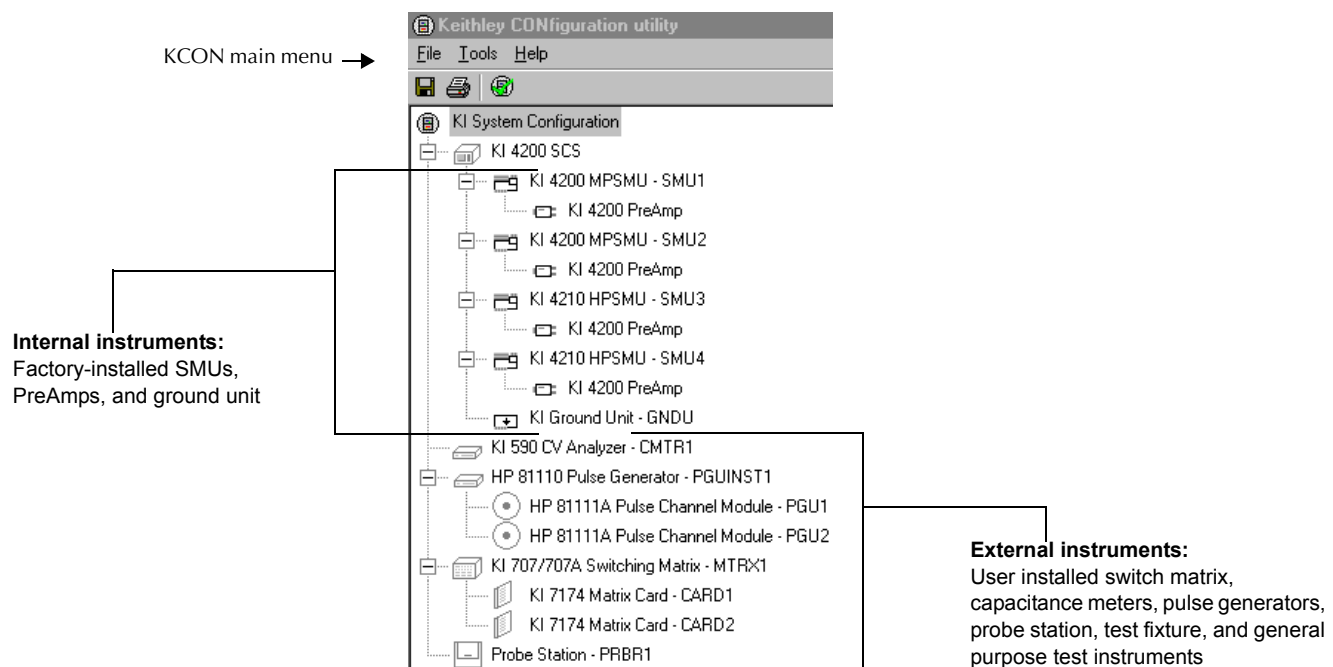 Keithley CONfiguration utility
KCON main menu
File Tools Help
KI System Configuration
KI 4200 SCS
KI 4200 MPSMU - SMU1
KI 4200 PreAmp
KI 4200 MPSMU - SMU2
KI 4200 PreAmp
KI 4210 HPSMU - SMU3
KI 4200 PreAmp
KI 4210 HPSMU - SMU4
KI 4200 PreAmp
KI Ground Unit - GNDU
KI 590 CV Analyzer - CMTR1
HP 81110 Pulse Generator - PGUINST1
HP 81111A Pulse Channel Module - PGU1
HP 81111A Pulse Channel Module - PGU2
KI 707/707A Switching Matrix - MTRX1
KI 7174 Matrix Card - CARD1
KI 7174 Matrix Card - CARD2
Probe Station - PRBR1
Internal instruments:
Factory-installed SMUs,
PreAmps, and ground unit
External instruments:
User installed switch matrix,
capacitance meters, pulse generators,
probe station, test fixture, and general
purpose test instruments